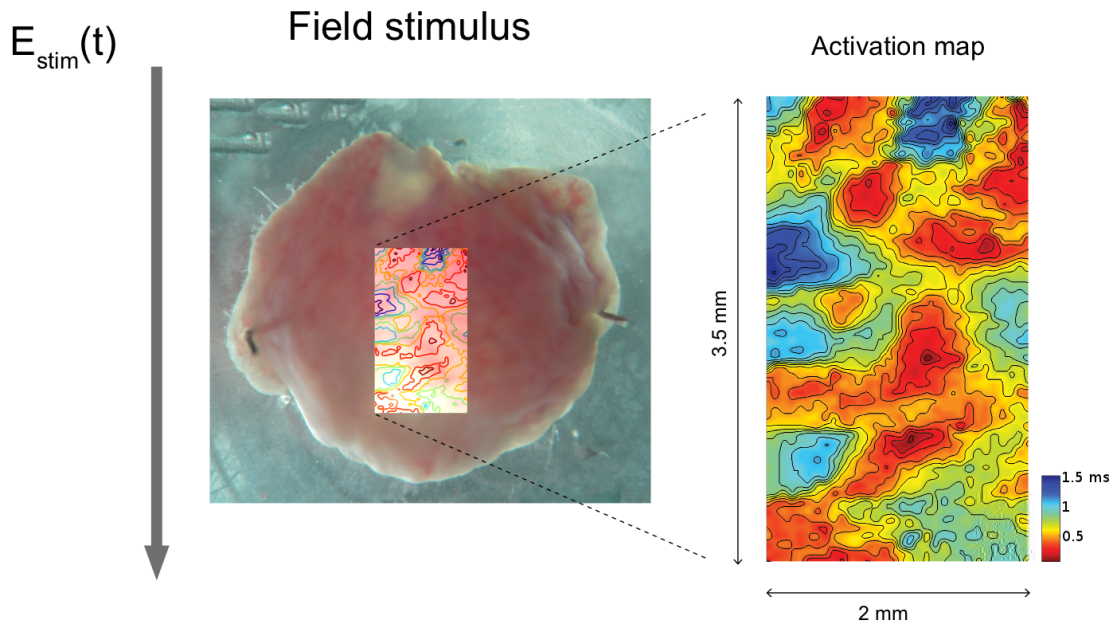 Field stimulus
E_stim(t)
Activation map
3.5 mm
1.5 ms
1
0.5
2 mm